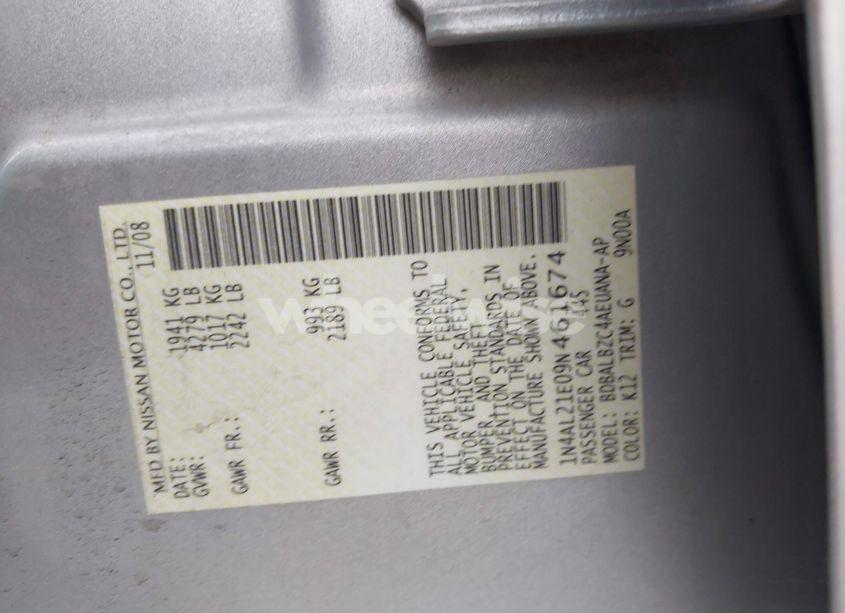 MFD BY NISSAN MOTOR CO., LTD.
DATE: 11/08
GVWR: 1941 KG
4279 LB
GAWR FR.: 1017 KG
2242 LB
GAWR RR.: 993 KG
2189 LB
THIS VEHICLE CONFORMS TO
ALL APPLICABLE FEDERAL
MOTOR VEHICLE SAFETY,
BUMPER, AND THEFT
PREVENTION STANDARDS IN
EFFECT ON THE DATE OF
MANUFACTURE SHOWN ABOVE.
1N4AL21E09N461674
PASSENGER CAR 7445
MODEL: BDBALBZC4AEUANA-AP
COLOR: K12 TRIM: G 9N00A
wheelwise